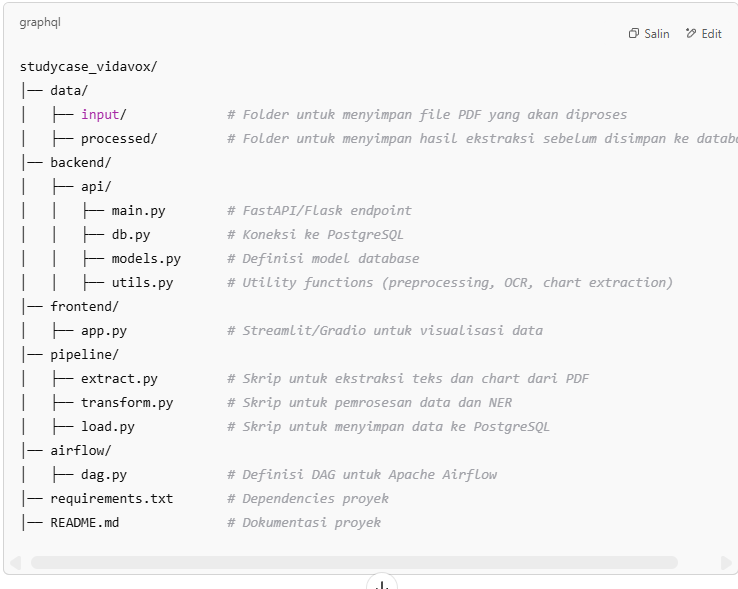 graphql
Salin Edit
studycase_vidavox/
│── data/
│   ├── input/             # Folder untuk menyimpan file PDF yang akan diproses
│   ├── processed/         # Folder untuk menyimpan hasil ekstraksi sebelum disimpan ke datab
│── backend/
│   ├── api/
│   │   ├── main.py        # FastAPI/Flask endpoint
│   │   ├── db.py          # Koneksi ke PostgreSQL
│   │   ├── models.py      # Definisi model database
│   │   ├── utils.py       # Utility functions (preprocessing, OCR, chart extraction)
│── frontend/
│   ├── app.py             # Streamlit/Gradio untuk visualisasi data
│── pipeline/
│   ├── extract.py         # Skrip untuk ekstraksi teks dan chart dari PDF
│   ├── transform.py       # Skrip untuk pemrosesan data dan NER
│   ├── load.py            # Skrip untuk menyimpan data ke PostgreSQL
│── airflow/
│   ├── dag.py             # Definisi DAG untuk Apache Airflow
│── requirements.txt       # Dependencies proyek
│── README.md              # Dokumentasi proyek